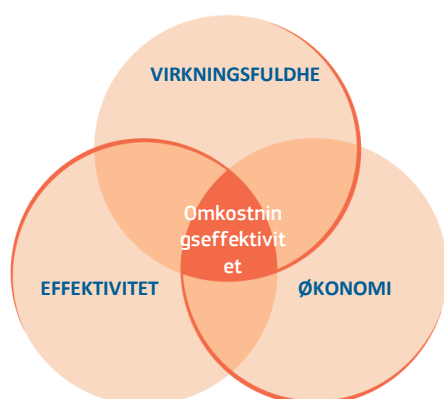 VIRKNINGSFULDHE
Omkostnin
gseffektivit
et
EFFEKTIVITET
ØKONOMI